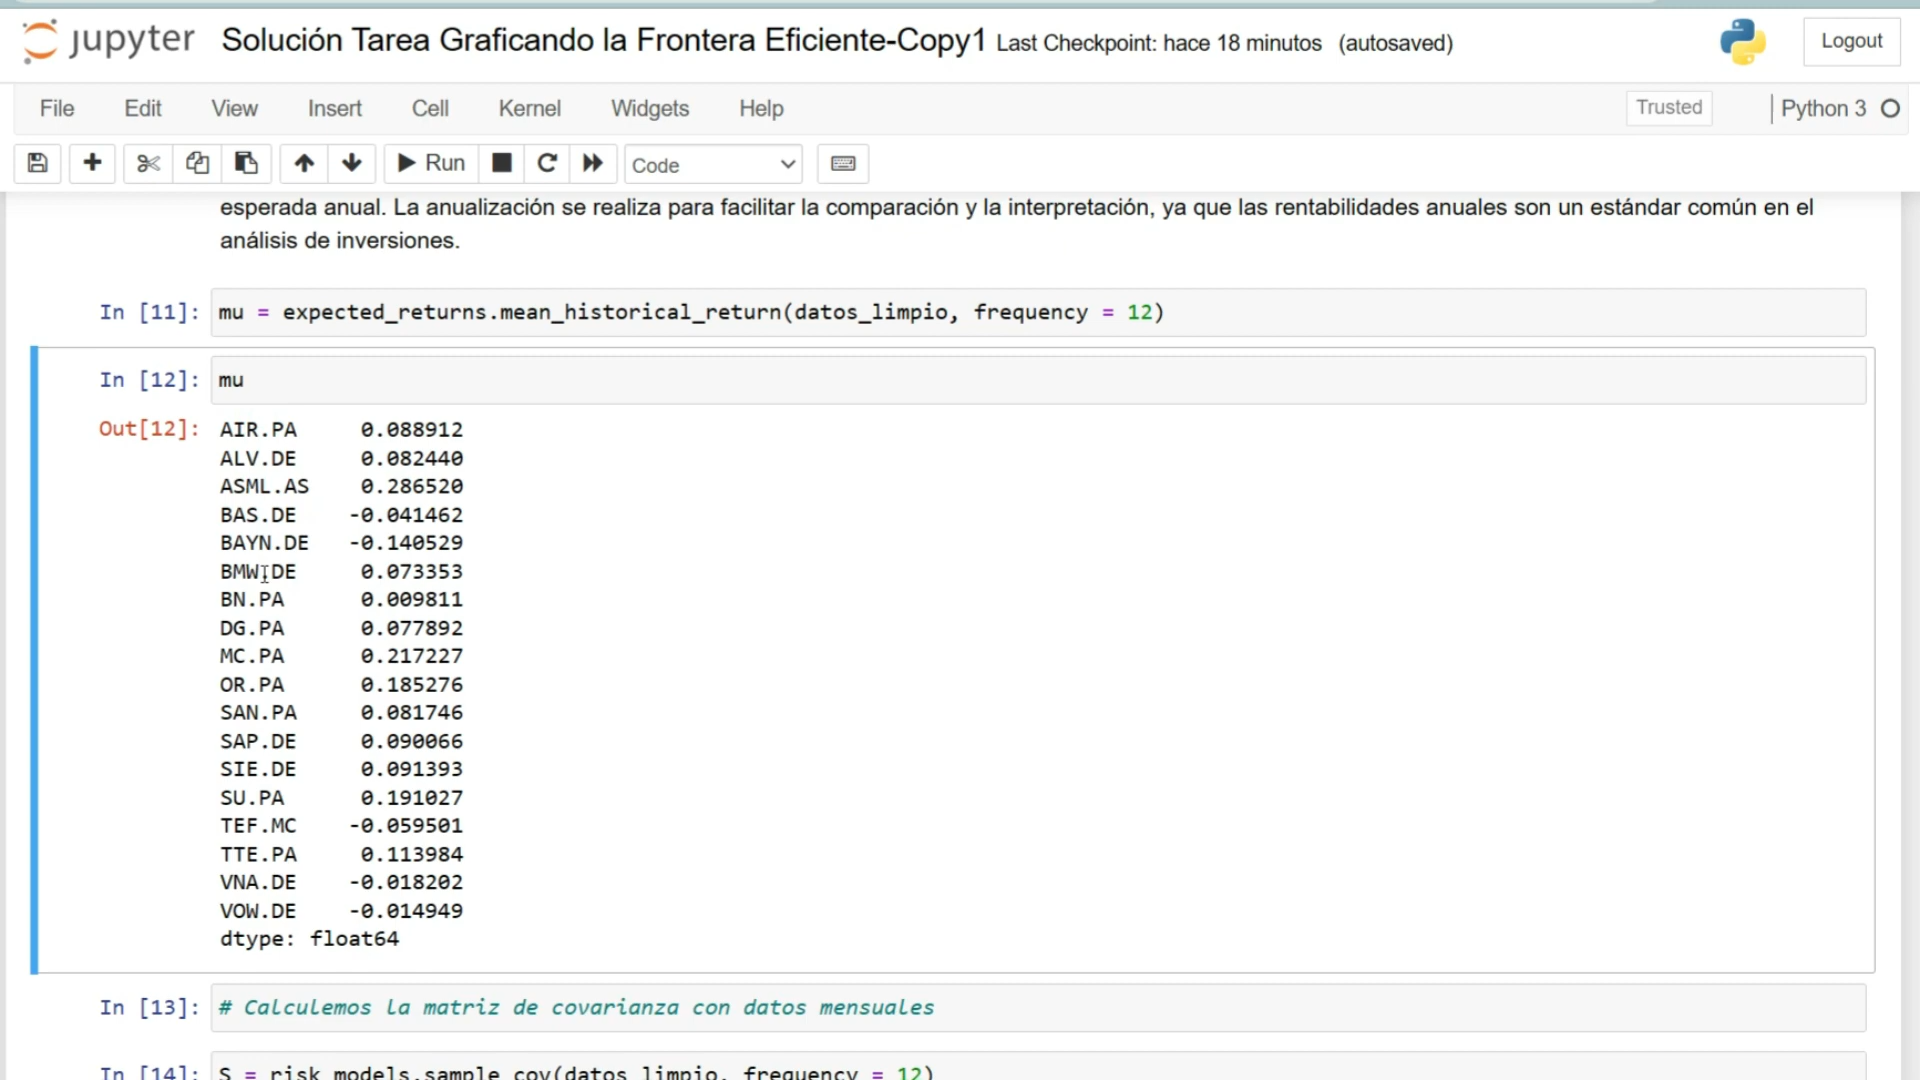 jupyter Solución Tarea Graficando la Frontera Eficiente-Copy1 Last Checkpoint: hace 18 minutos (autosaved) Logout
File Edit View Insert Cell Kernel Widgets Help Trusted Python 3
Run Code
esperada anual. La anualización se realiza para facilitar la comparación y la interpretación, ya que las rentabilidades anuales son un estándar común en el
análisis de inversiones.
In [11]: mu = expected_returns.mean_historical_return(datos_limpio, frequency = 12)
In [12]: mu
Out[12]: AIR.PA 0.088912
ALV.DE 0.082440
ASML.AS 0.286520
BAS.DE -0.041462
BAYN.DE -0.140529
BMW.DE 0.073353
BN.PA 0.009811
DG.PA 0.077892
MC.PA 0.217227
OR.PA 0.185276
SAN.PA 0.081746
SAP.DE 0.090066
SIE.DE 0.091393
SU.PA 0.191027
TEF.MC -0.059501
TTE.PA 0.113984
VNA.DE -0.018202
VOW.DE -0.014949
dtype: float64
In [13]: # Calculemos la matriz de covarianza con datos mensuales
In [14]: S = risk_models.sample_cov(datos_limpio, frequency = 12)